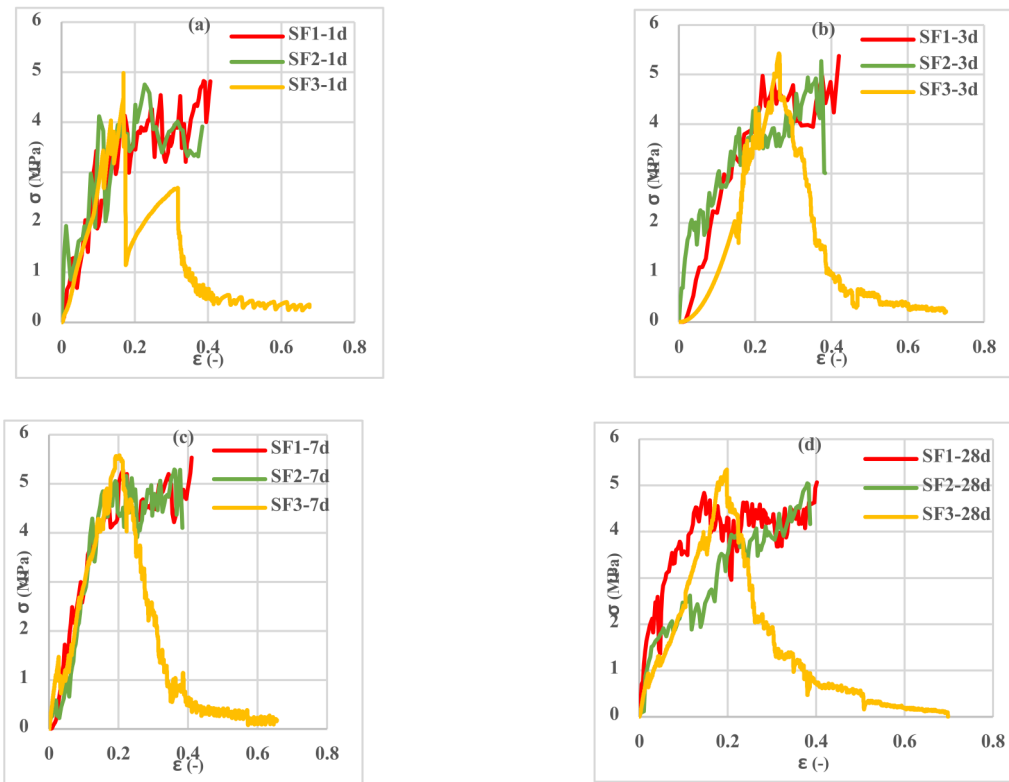 (a)
6
5
4
3
2
1
0
σ (MPa)
SF1-1d
SF2-1d
SF3-1d
0 0.2 0.4 0.6 0.8
ε (-)
(b)
6
5
4
3
2
1
0
σ (MPa)
SF1-3d
SF2-3d
SF3-3d
0 0.2 0.4 0.6 0.8
ε (-)
(c)
6
5
4
3
2
1
0
σ (MPa)
SF1-7d
SF2-7d
SF3-7d
0 0.2 0.4 0.6 0.8
ε (-)
(d)
6
5
4
3
2
1
0
σ (MPa)
SF1-28d
SF2-28d
SF3-28d
0 0.2 0.4 0.6 0.8
ε (-)